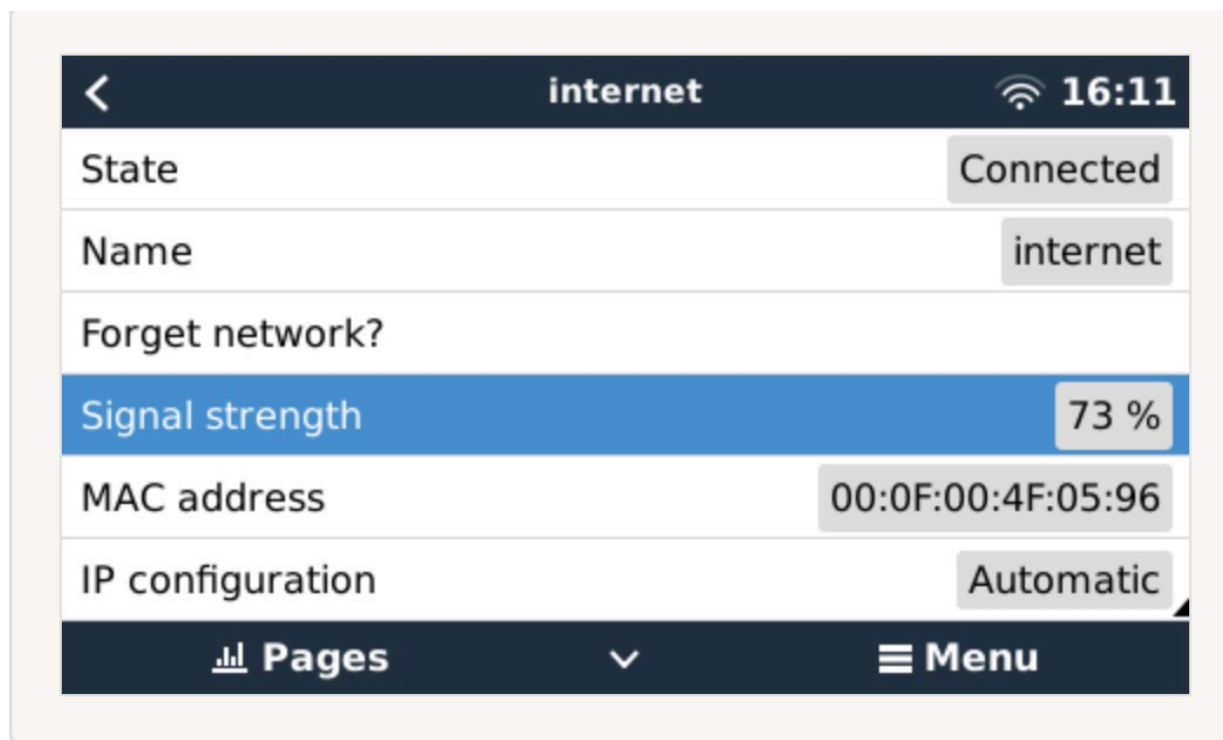 internet 16:11
State Connected
Name internet
Forget network?
Signal strength 73 %
MAC address 00:0F:00:4F:05:96
IP configuration Automatic
Pages Menu